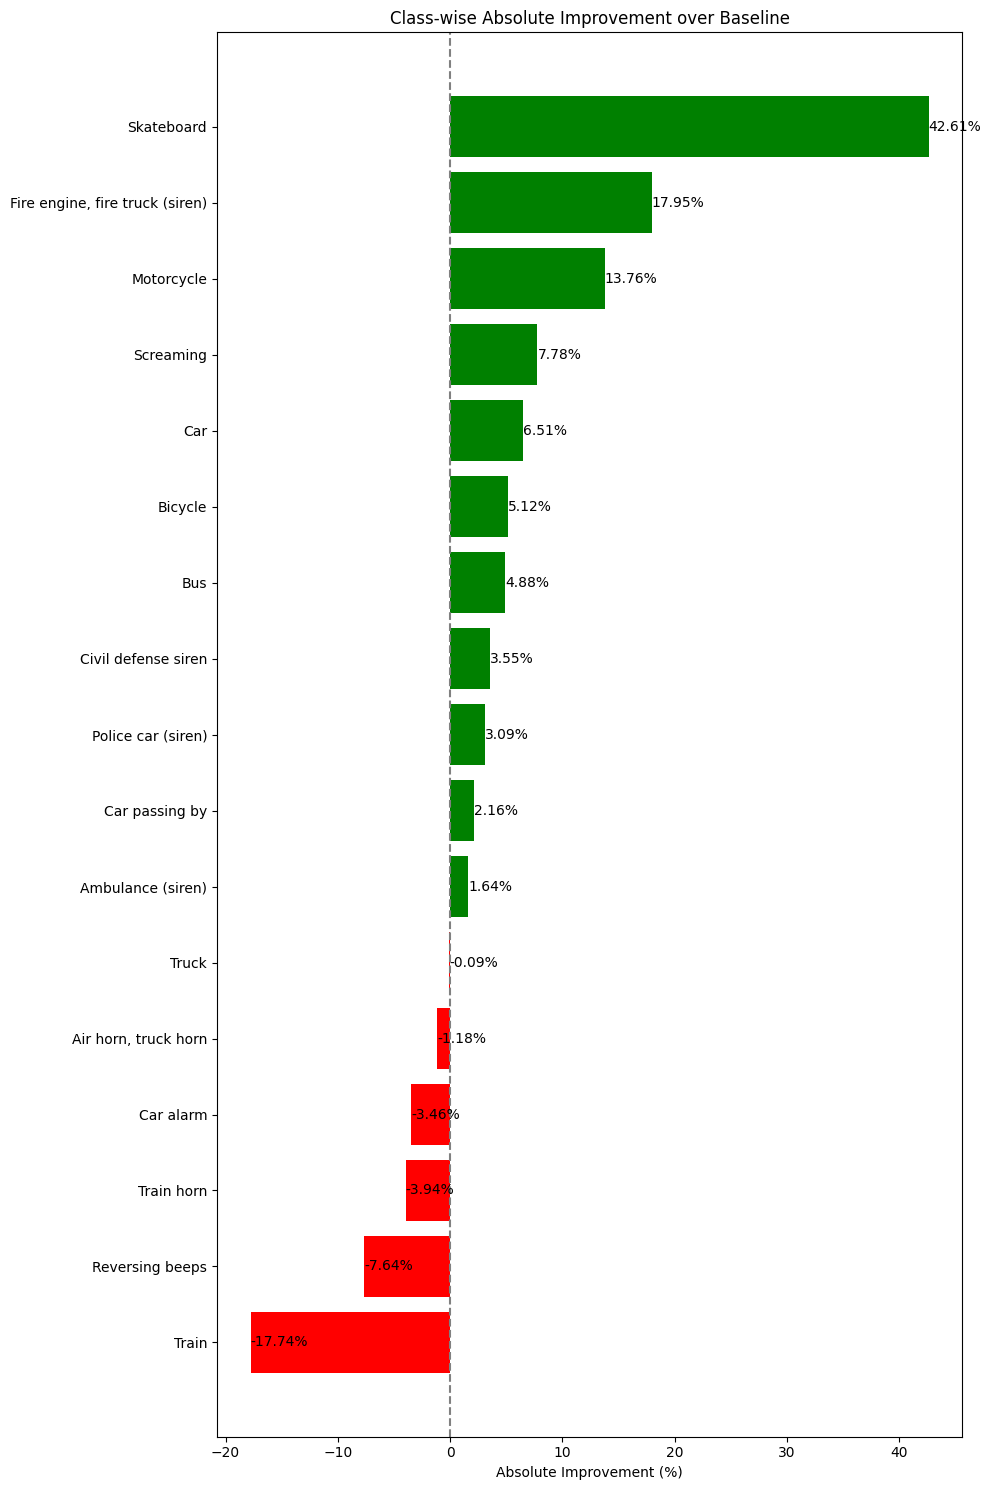 Class-wise Absolute Improvement over Baseline
Skateboard 42.61%
Fire engine, fire truck (siren) 17.95%
Motorcycle 13.76%
Screaming 7.78%
Car 6.51%
Bicycle 5.12%
Bus 4.88%
Civil defense siren 3.55%
Police car (siren) 3.09%
Car passing by 2.16%
Ambulance (siren) 1.64%
Truck -0.09%
Air horn, truck horn -1.18%
Car alarm -3.46%
Train horn -3.94%
Reversing beeps -7.64%
Train -17.74%
−20 −10 0 10 20 30 40
Absolute Improvement (%)